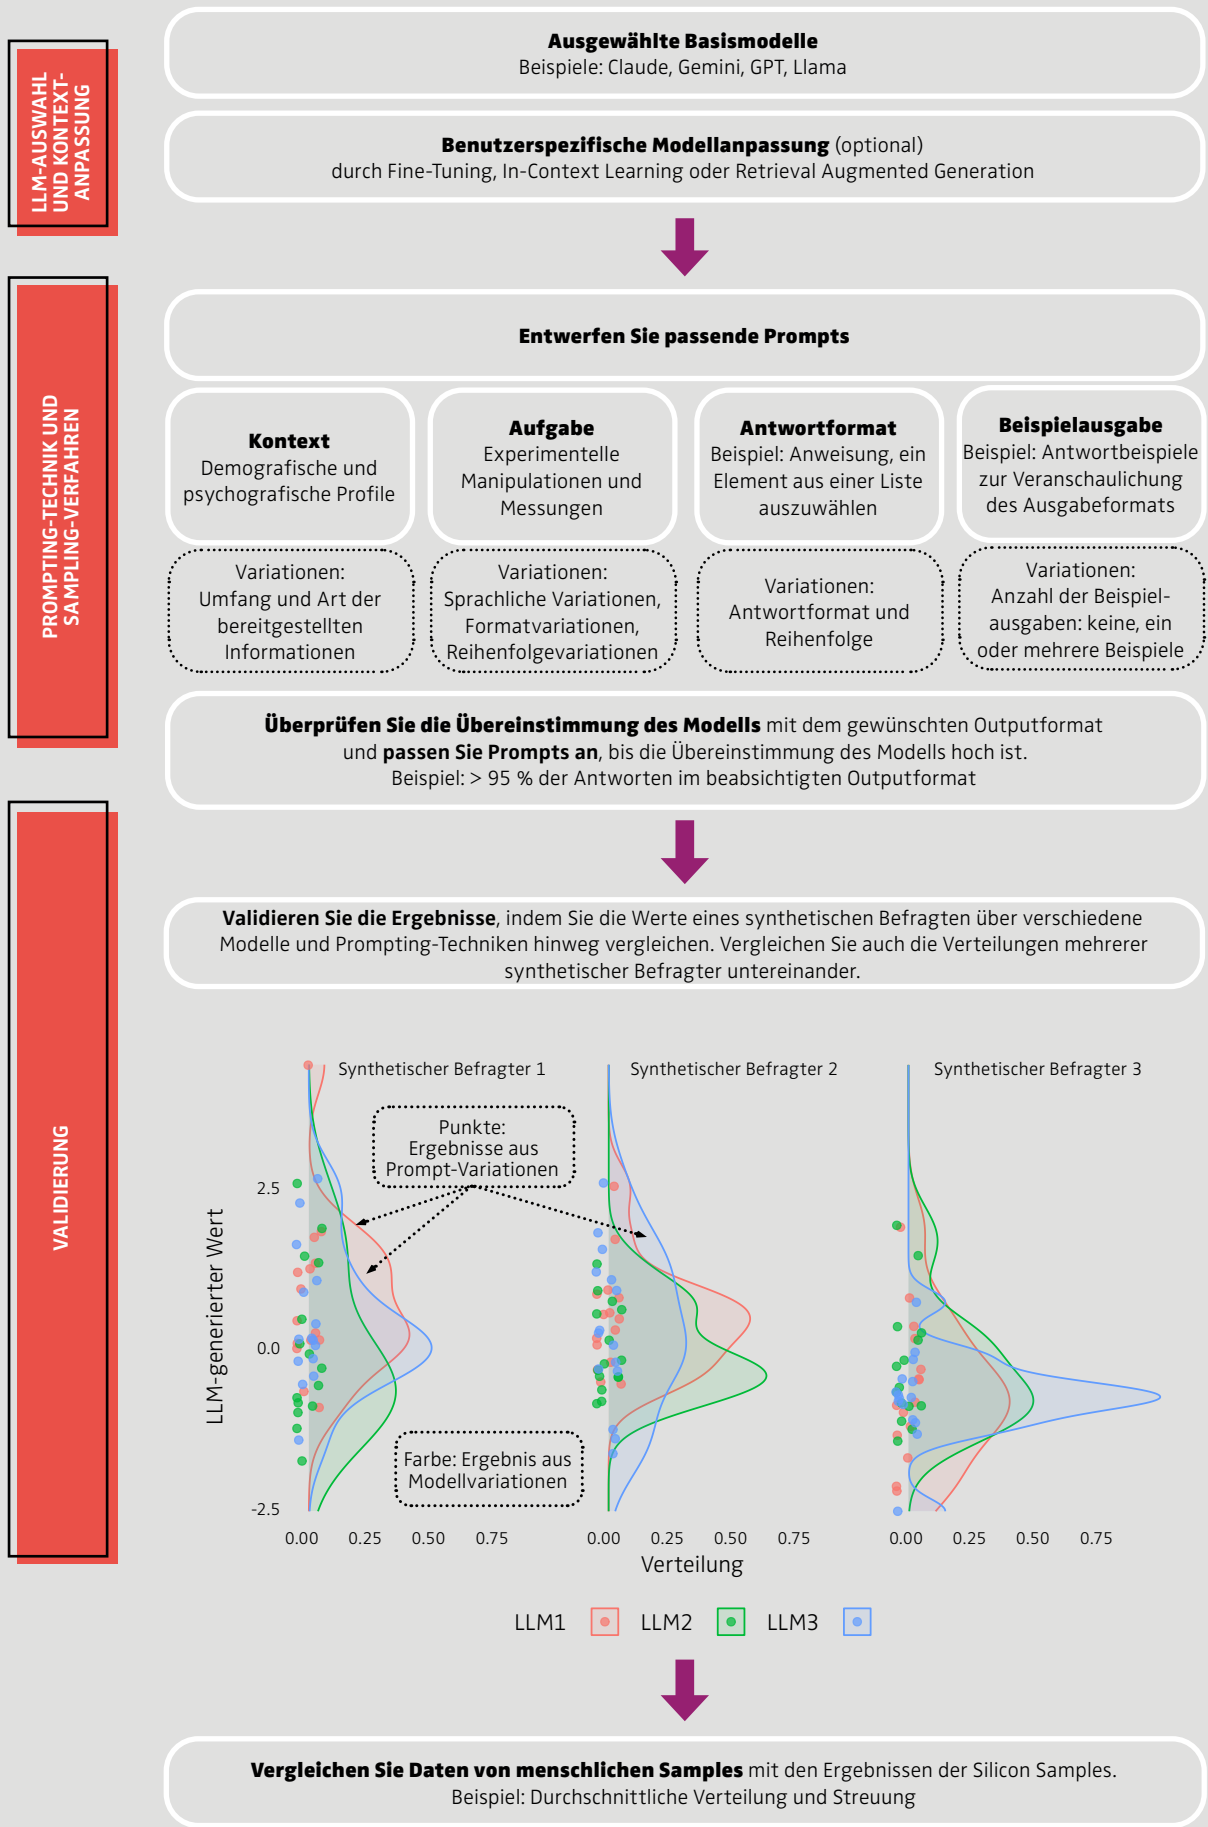 LLM-AUSWAHL
UND KONTEXT-
ANPASSUNG
Ausgewählte Basismodelle
Beispiele: Claude, Gemini, GPT, Llama
Benutzerspezifische Modellanpassung (optional)
durch Fine-Tuning, In-Context Learning oder Retrieval Augmented Generation
PROMPTING-TECHNIK UND
SAMPLING-VERFAHREN
Entwerfen Sie passende Prompts
Kontext
Demografische und
psychografische Profile
Aufgabe
Experimentelle
Manipulationen und
Messungen
Antwortformat
Beispiel: Anweisung, ein
Element aus einer Liste
auszuwählen
Beispielausgabe
Beispiel: Antwortbeispiele
zur Veranschaulichung
des Ausgabeformats
Variationen:
Umfang und Art der
bereitgestellten
Informationen
Variationen:
Sprachliche Variationen,
Formatvariationen,
Reihenfolgevariationen
Variationen:
Antwortformat und
Reihenfolge
Variationen:
Anzahl der Beispiel-
ausgaben: keine, ein
oder mehrere Beispiele
Überprüfen Sie die Übereinstimmung des Modells mit dem gewünschten Outputformat
und passen Sie Prompts an, bis die Übereinstimmung des Modells hoch ist.
Beispiel: > 95 % der Antworten im beabsichtigten Outputformat
VALIDIERUNG
Validieren Sie die Ergebnisse, indem Sie die Werte eines synthetischen Befragten über verschiedene
Modelle und Prompting-Techniken hinweg vergleichen. Vergleichen Sie auch die Verteilungen mehrerer
synthetischer Befragter untereinander.
Synthetischer Befragter 1
Synthetischer Befragter 2
Synthetischer Befragter 3
Punkte:
Ergebnisse aus
Prompt-Variationen
LLM-generierter Wert
2.5
0.0
-2.5
Farbe: Ergebnis aus
Modellvariationen
0.00 0.25 0.50 0.75
0.00 0.25 0.50 0.75
0.00 0.25 0.50 0.75
Verteilung
LLM1 LLM2 LLM3
Vergleichen Sie Daten von menschlichen Samples mit den Ergebnissen der Silicon Samples.
Beispiel: Durchschnittliche Verteilung und Streuung